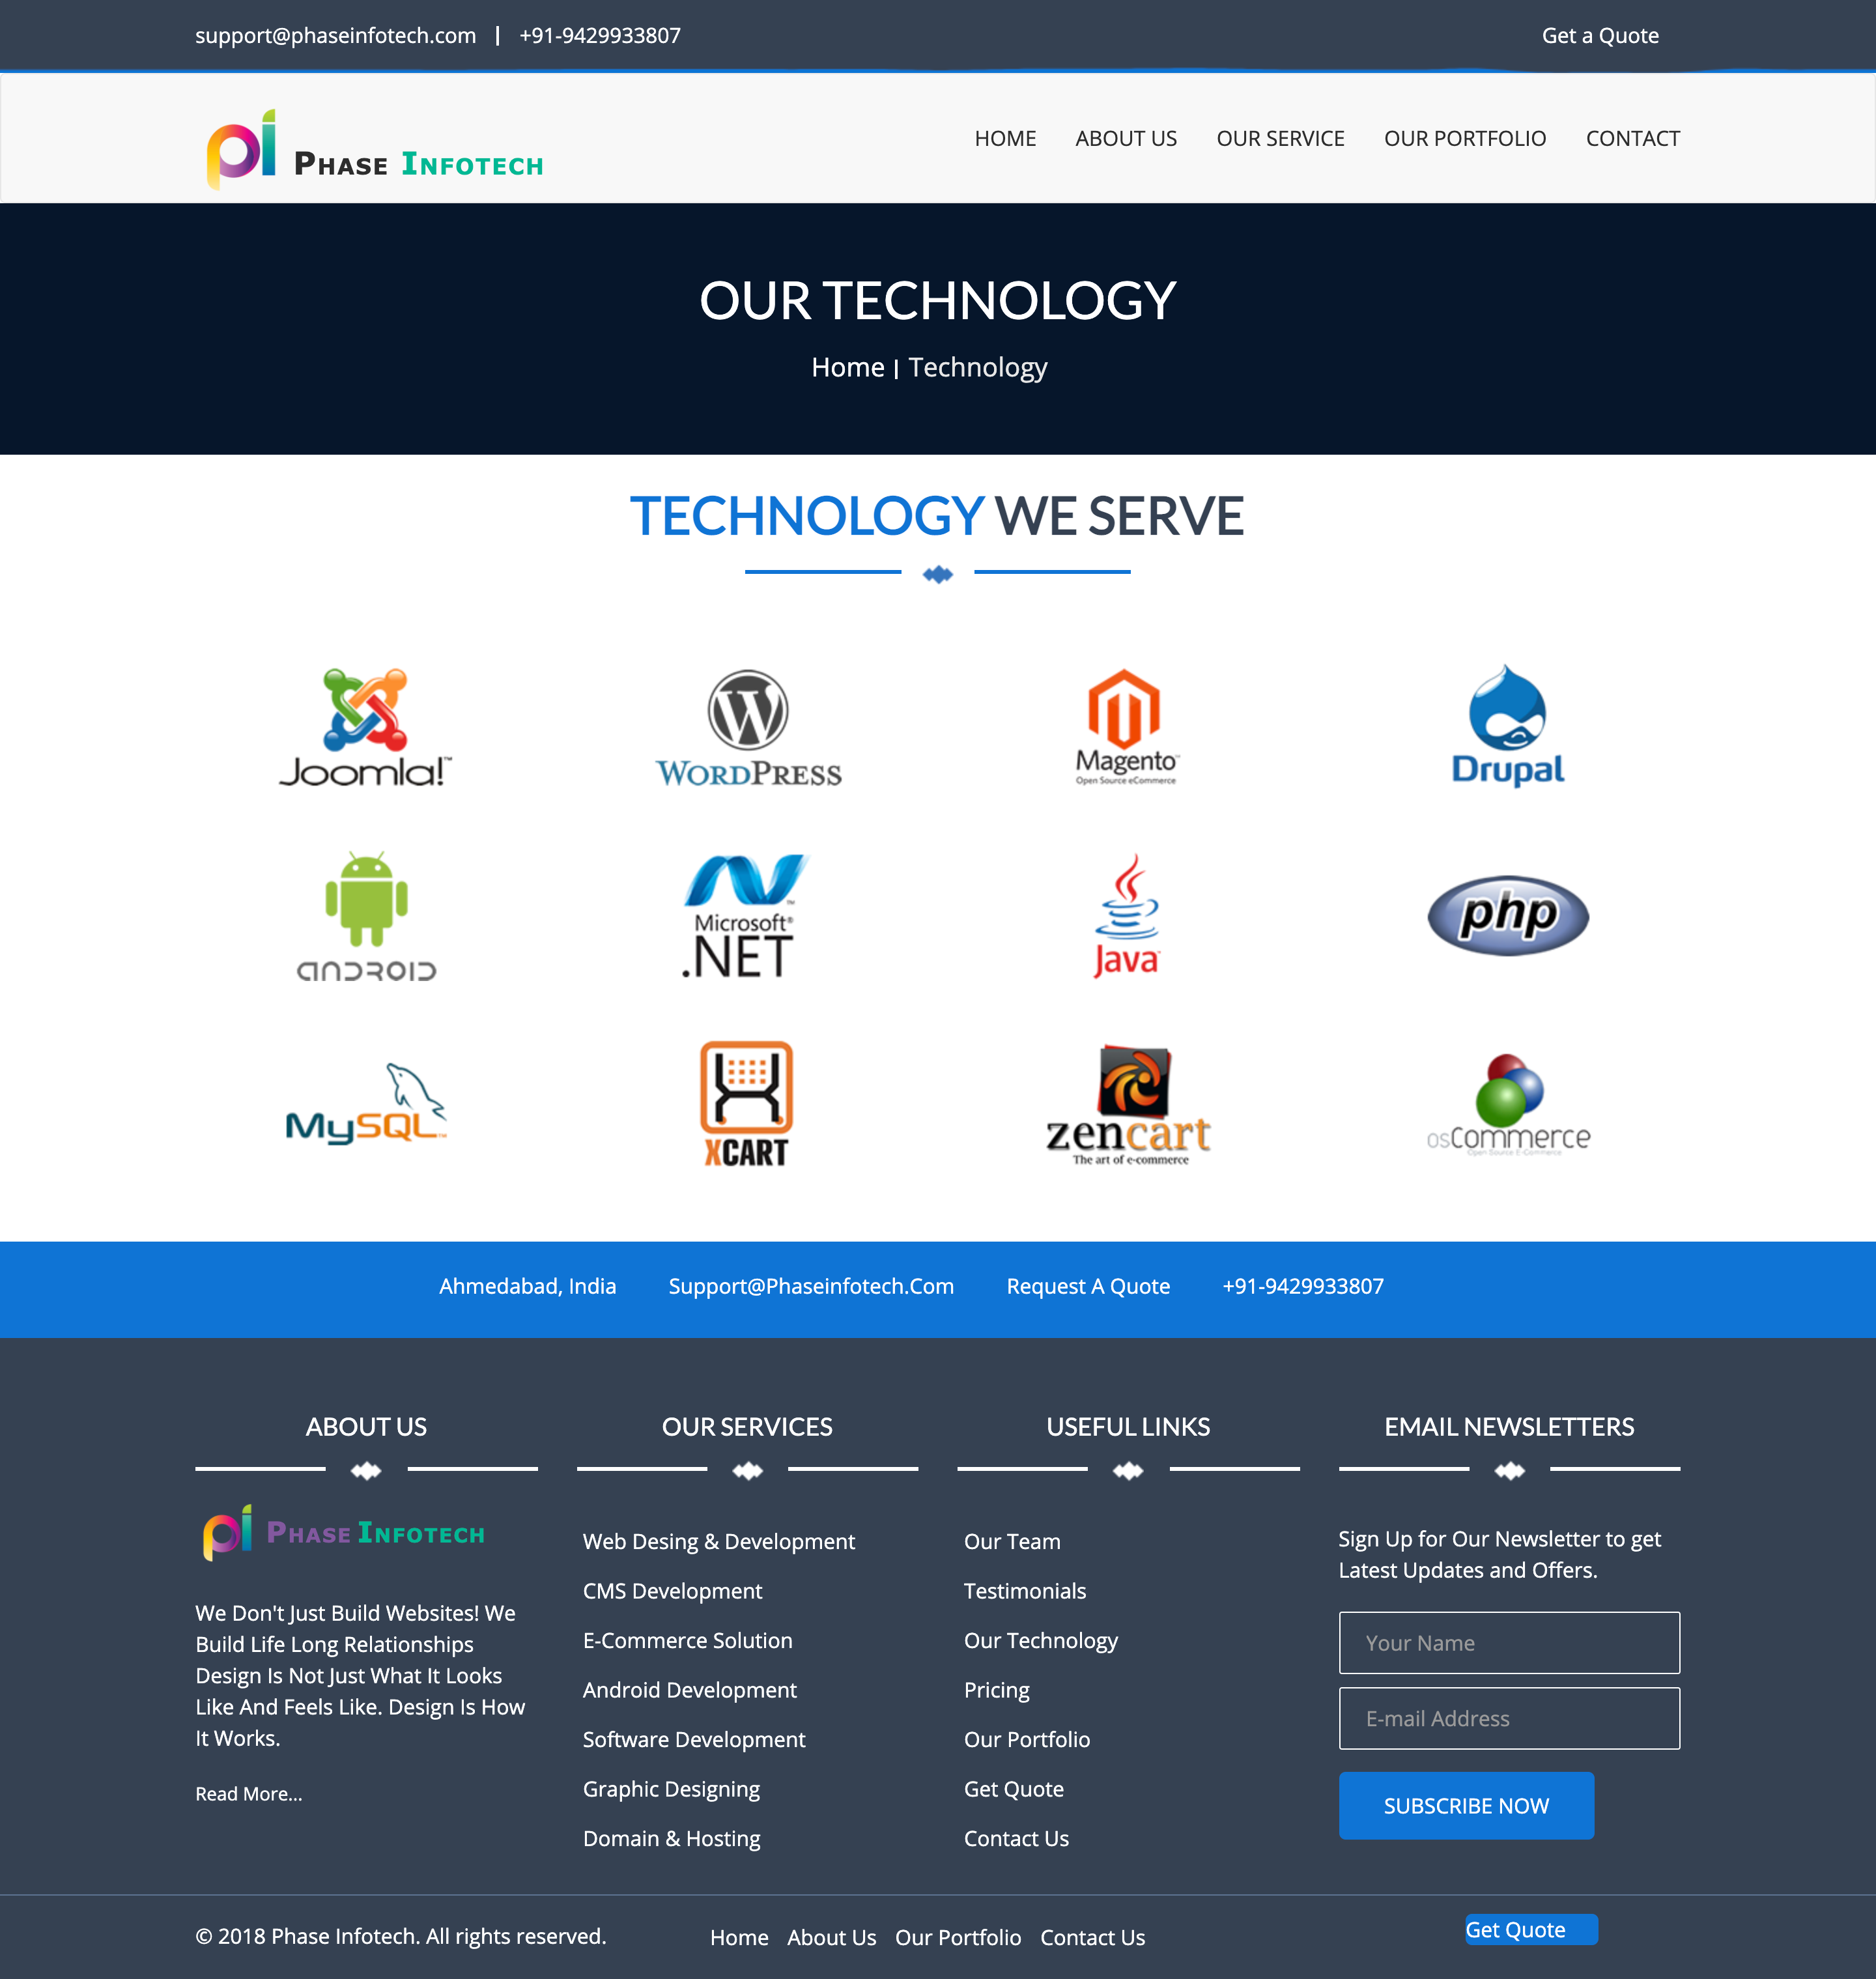 support@phaseinfotech.com | +91-9429933807
Get a Quote
pi Phase Infotech
HOME ABOUT US OUR SERVICE OUR PORTFOLIO CONTACT
OUR TECHNOLOGY
Home | Technology
TECHNOLOGY WE SERVE
Joomla!™
WORDPRESS
Magento™
Open Source eCommerce
Drupal
ANDROID
Microsoft®
.NET
Java
php
MySQL™
XCART
zencart
The art of e-commerce
osCommerce
Open Source E-Commerce
Ahmedabad, India Support@Phaseinfotech.Com Request A Quote +91-9429933807
ABOUT US
pi Phase Infotech
We Don't Just Build Websites! We
Build Life Long Relationships
Design Is Not Just What It Looks
Like And Feels Like. Design Is How
It Works.
Read More...
OUR SERVICES
Web Desing & Development
CMS Development
E-Commerce Solution
Android Development
Software Development
Graphic Designing
Domain & Hosting
USEFUL LINKS
Our Team
Testimonials
Our Technology
Pricing
Our Portfolio
Get Quote
Contact Us
EMAIL NEWSLETTERS
Sign Up for Our Newsletter to get
Latest Updates and Offers.
Your Name
E-mail Address
SUBSCRIBE NOW
© 2018 Phase Infotech. All rights reserved.
Home About Us Our Portfolio Contact Us
Get Quote